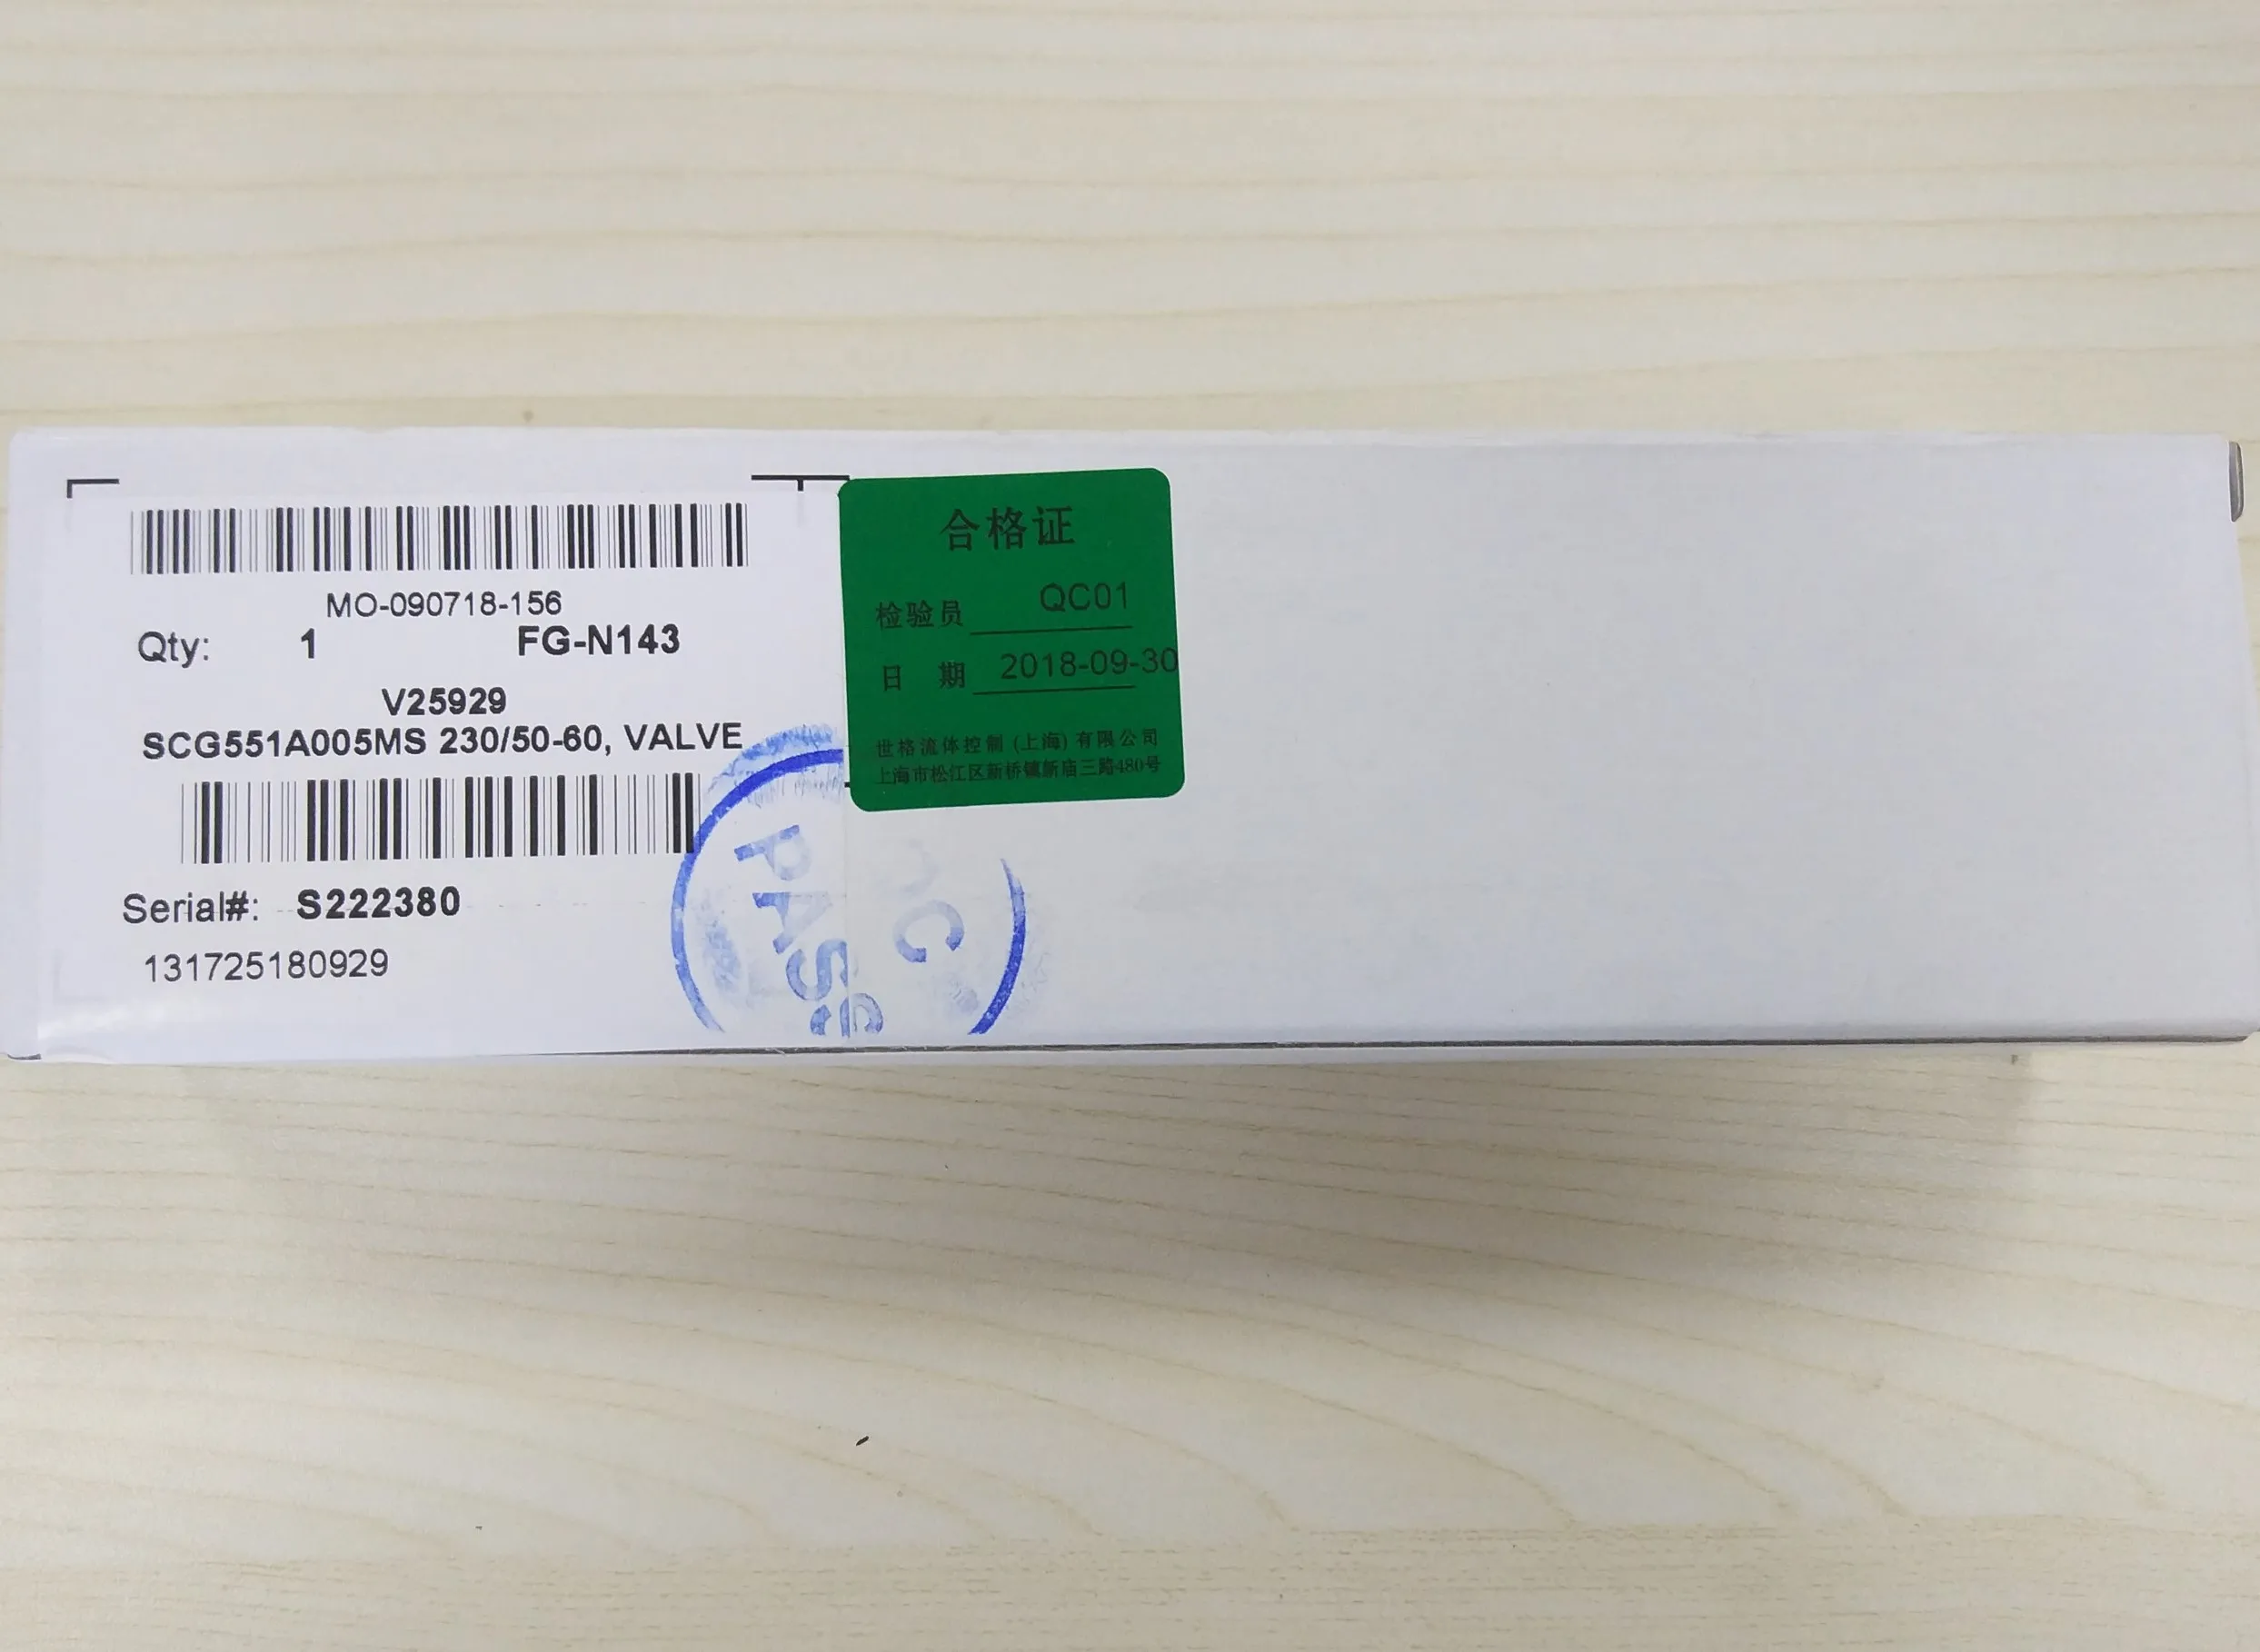 MO-090718-156
Qty: 1 FG-N143
V25929
SCG551A005MS 230/50-60, VALVE
Serial#: S222380
131725180929
合格证
检验员 QC01
日 期 2018-09-30
世格流体控制 (上海) 有限公司
上海市松江区新桥镇新庙三路480号
PASS